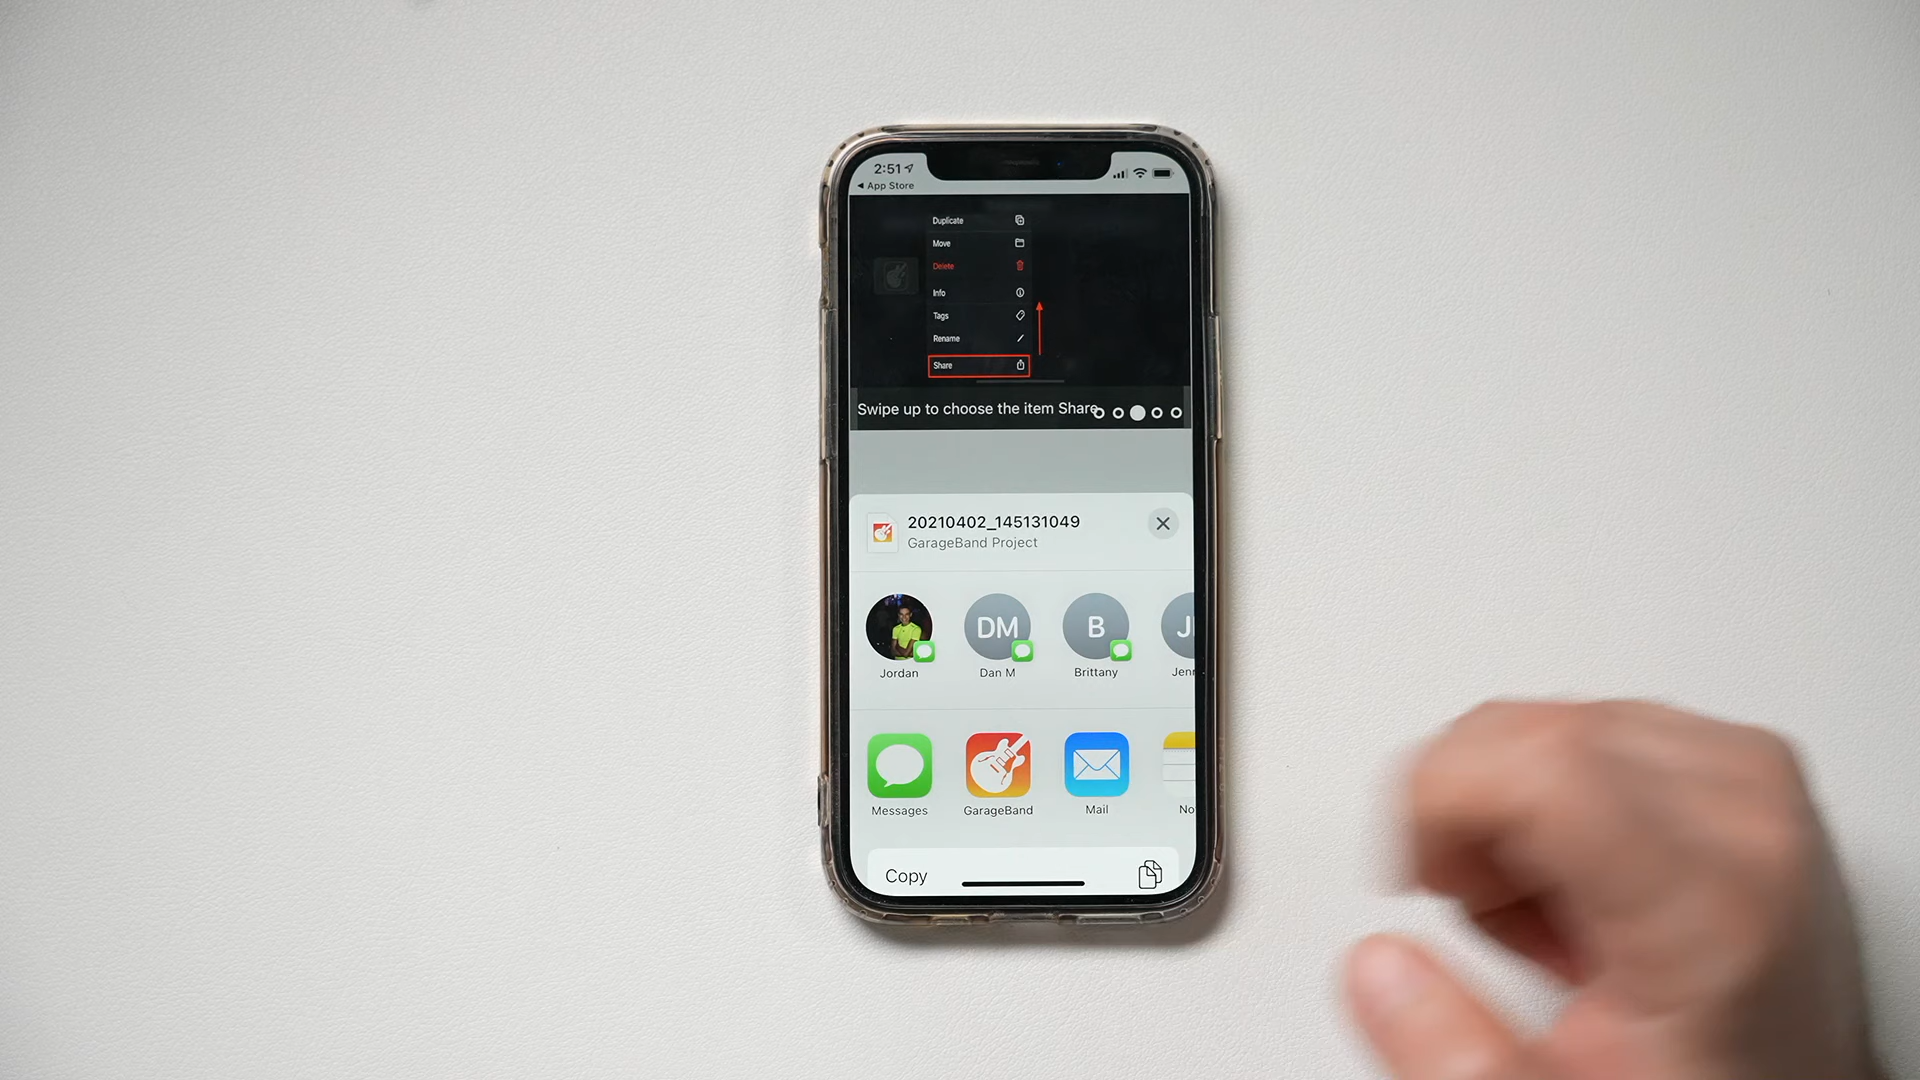 2:51
◀ App Store
Duplicate
Move
Delete
Info
Tags
Rename
Share
Swipe up to choose the item Share
20210402_145131049
GarageBand Project
DM
B
Jordan
Dan M
Brittany
Messages
GarageBand
Mail
Copy